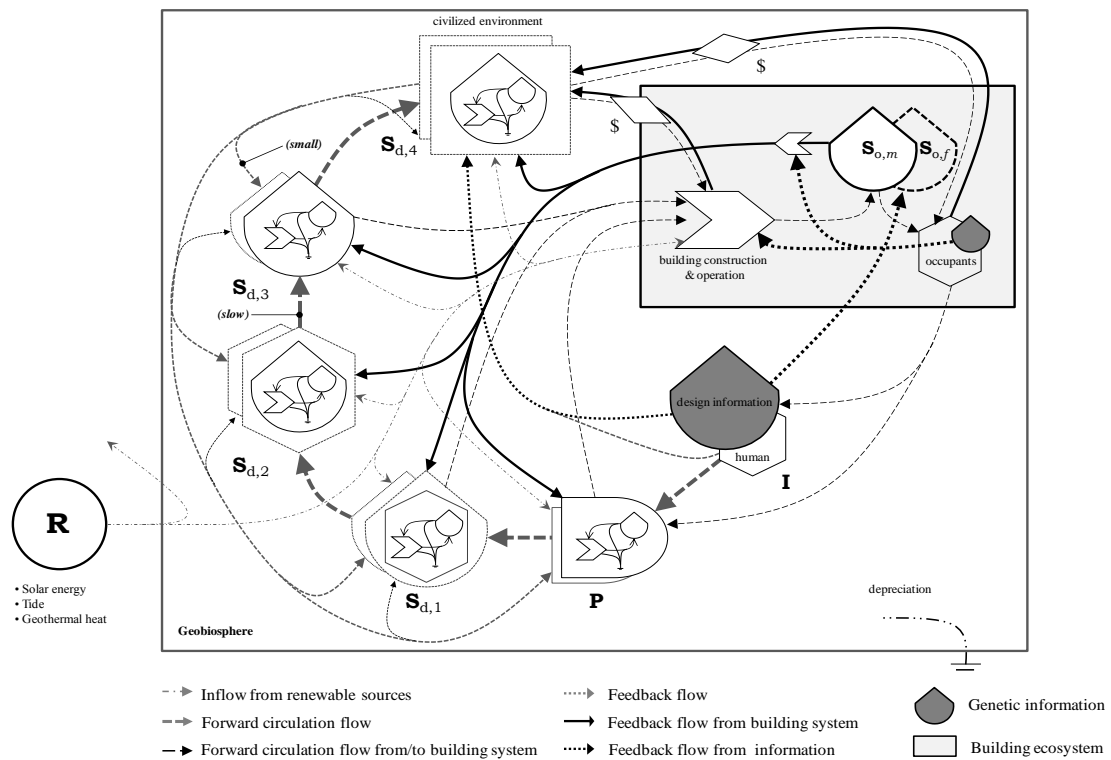 civilized environment
$
(small)
S_d,4
$
S_o,m
S_o,f
building construction
& operation
occupants
S_d,3
(slow)
design information
human
S_d,2
I
R
• Solar energy
• Tide
• Geothermal heat
S_d,1
P
depreciation
Geobiosphere
Inflow from renewable sources
Forward circulation flow
Forward circulation flow from/to building system
Feedback flow
Feedback flow from building system
Feedback flow from information
Genetic information
Building ecosystem